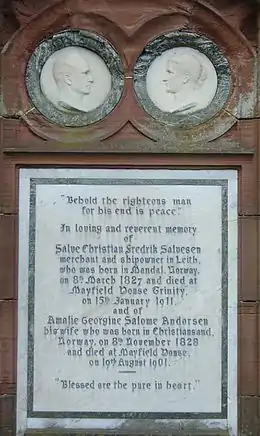 "Behold the righteous man
for his end is peace."
In loving and reverent memory
of
Salve Christian Fredrik Salvesen
merchant and shipowner in Leith,
who was born in Mandal, Norway,
on 8th March 1827 and died at
Mayfield House Trinity,
on 15th January 1911.
and of
Amalie Georgine Salome Andorsen
his wife who was born in Christiansand,
Norway, on 8th November 1828
and died at Mayfield House,
on 19th August 1901.
"Blessed are the pure in heart."